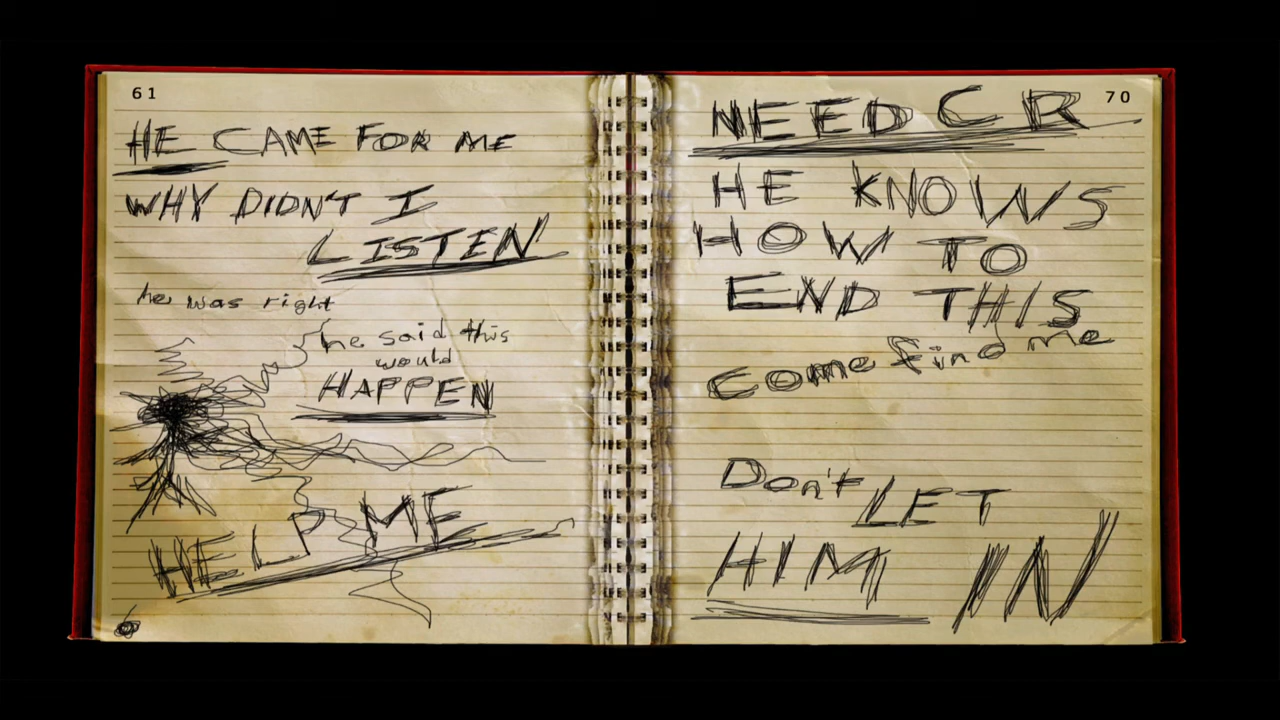 61
HE CAME FOR ME
WHY DIDN'T I
LISTEN
he was right
he said this
would
HAPPEN
HELP ME
70
NEED C R
HE KNOWS
HOW TO
END THIS
come find me
Don't LET
HIM IN